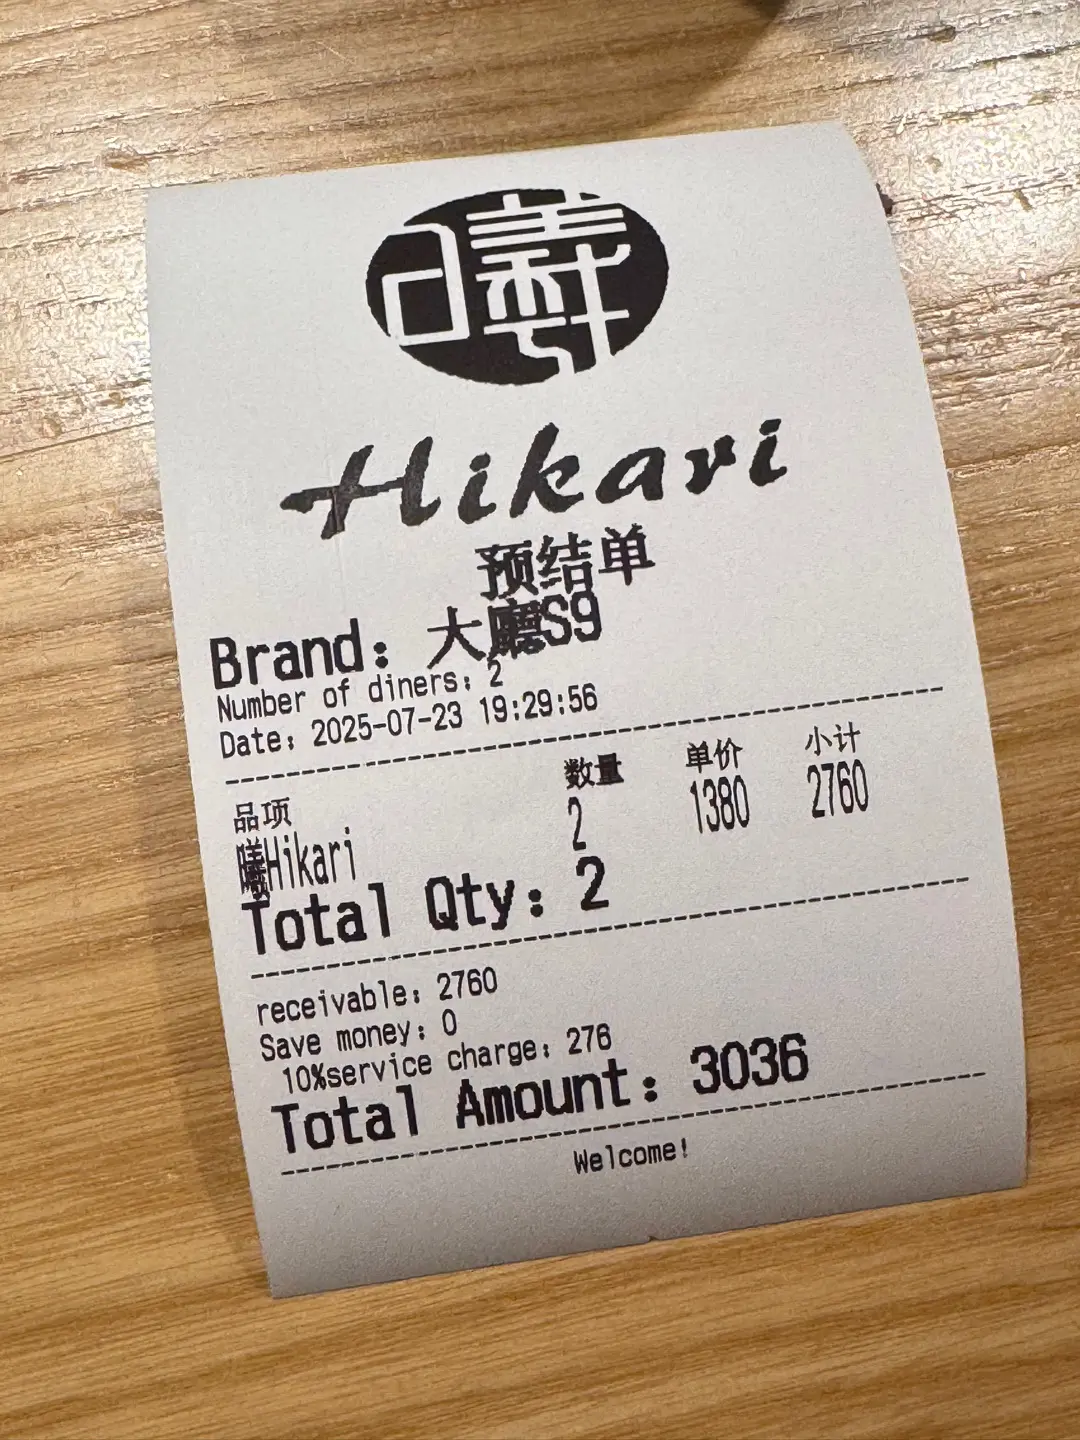 曦
Hikari
预结单
Brand：大廳S9
Number of diners：2
Date：2025-07-23 19:29:56
品项 数量 单价 小计
曦Hikari 2 1380 2760
Total Qty：2
receivable：2760
Save money：0
10%service charge：276
Total Amount：3036
Welcome!